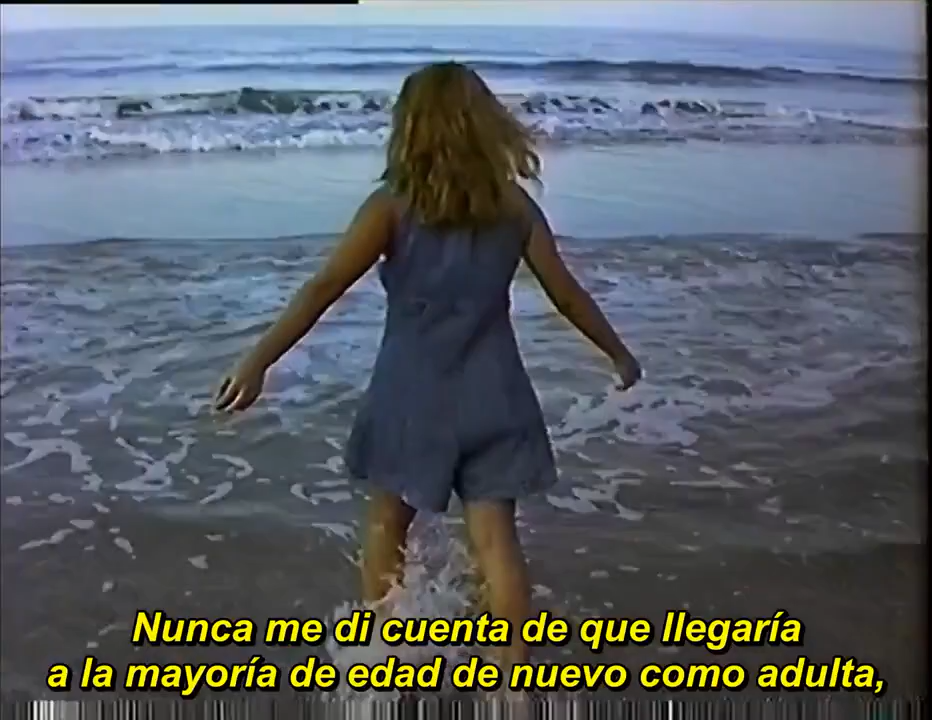 Nunca me di cuenta de que llegaría
a la mayoría de edad de nuevo como adulta,